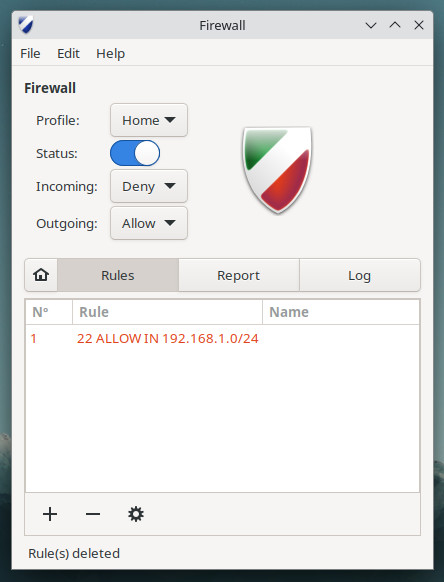 Firewall
File Edit Help
Firewall
Profile: Home
Status:
Incoming: Deny
Outgoing: Allow
Rules Report Log
Nº Rule Name
1 22 ALLOW IN 192.168.1.0/24
Rule(s) deleted